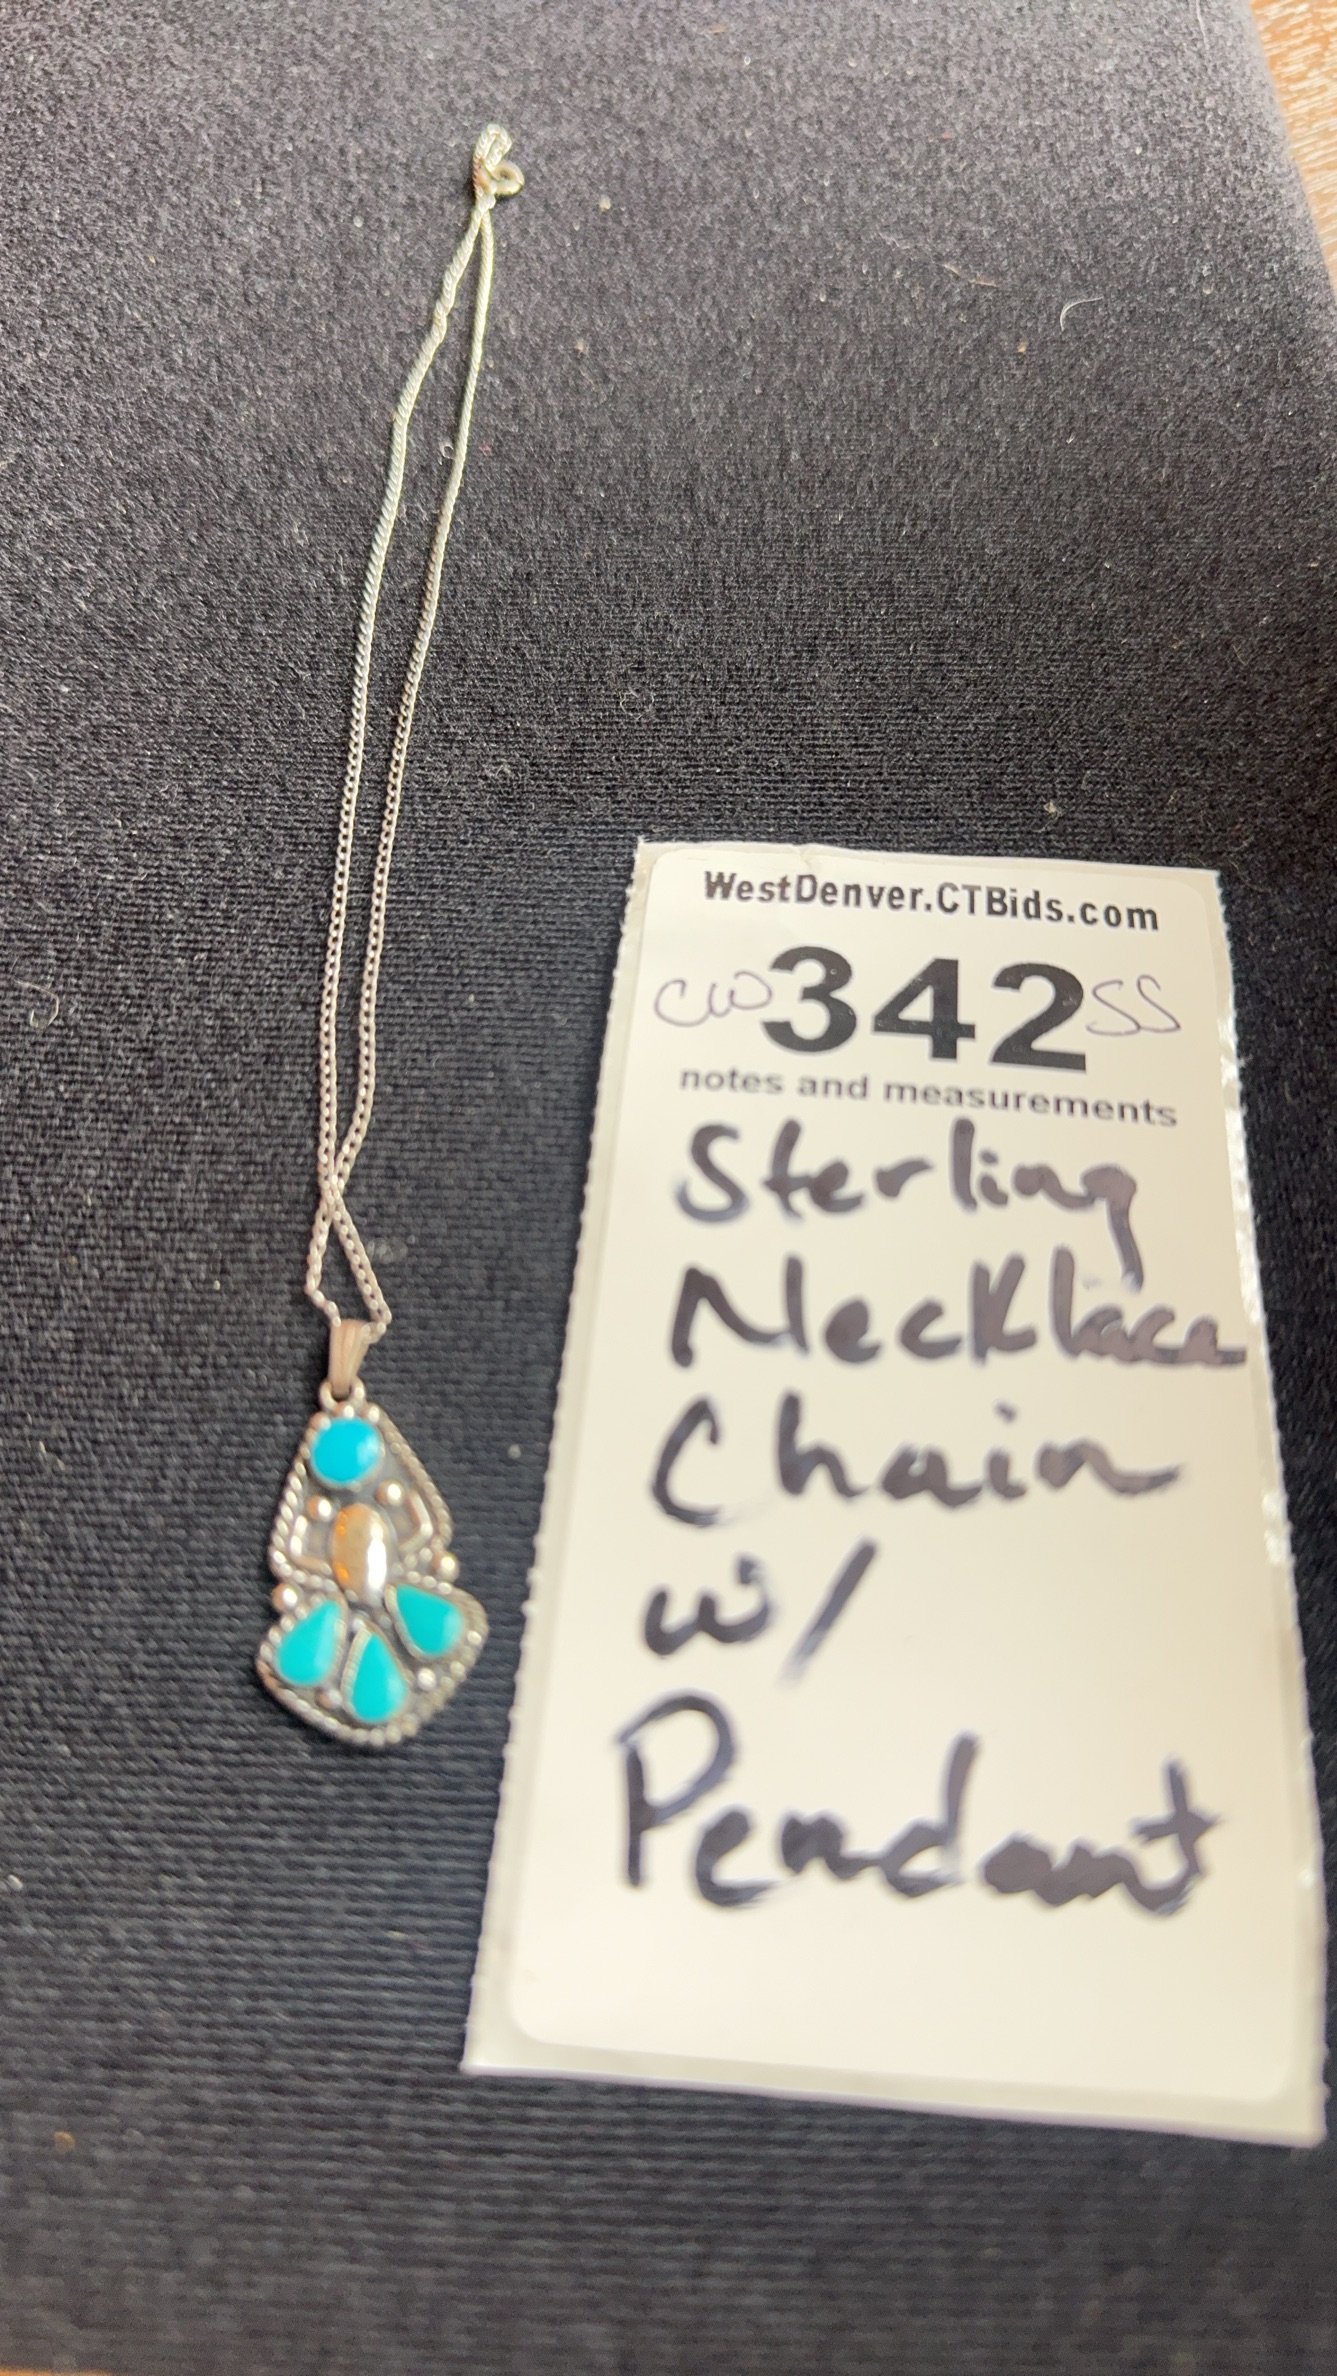 WestDenver.CTBids.com
CW 342 SS
notes and measurements
Sterling
Necklace
Chain
w/
Pendant